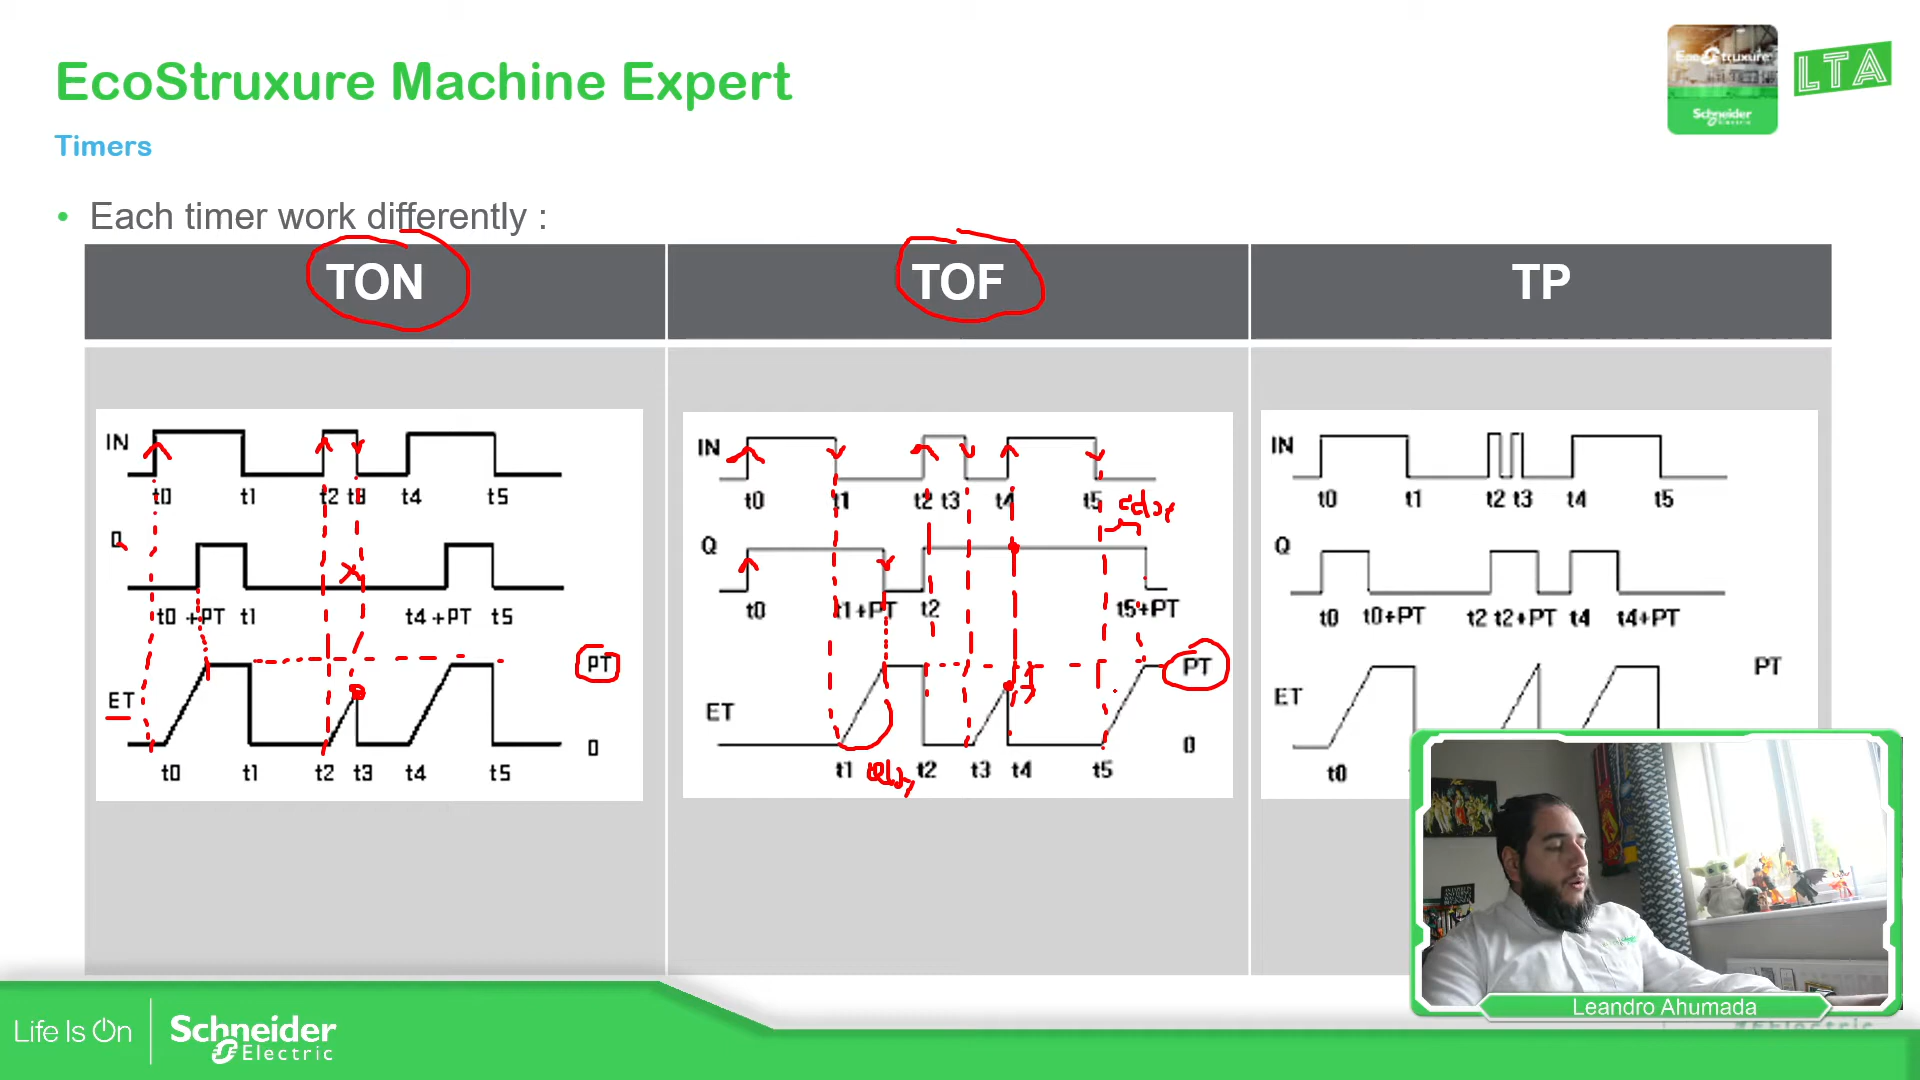 EcoStruxure Machine Expert
EcoStruxure
Schneider
Electric
LTA
Timers
• Each timer work differently :
TON TOF TP
IN
t0 t1 t2 t3 t4 t5
Q
t0 +PT t1 t4 +PT t5
PT
ET
0
t0 t1 t2 t3 t4 t5
IN
t0 t1 t2 t3 t4 t5
Q
t0 t1+PT t2 t5+PT
PT
ET
0
t1 t2 t3 t4 t5
IN
t0 t1 t2 t3 t4 t5
Q
t0 t0+PT t2 t2+PT t4 t4+PT
PT
ET
t0
Leandro Ahumada
Life Is On
Schneider
Electric